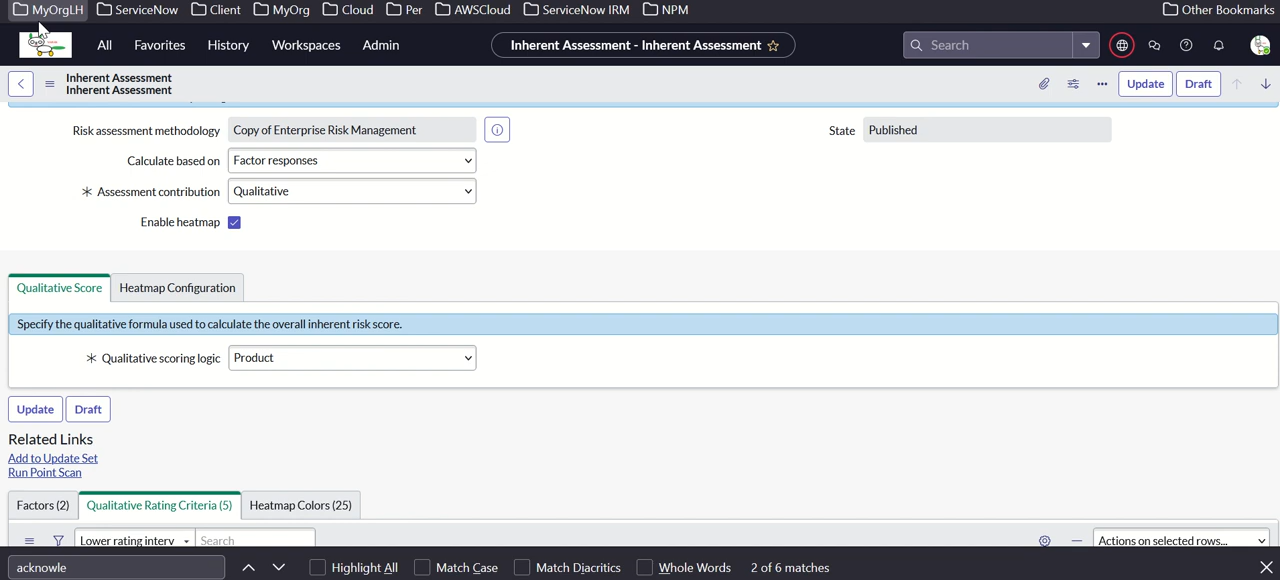 MyOrgLH ServiceNow Client MyOrg Cloud Per AWSCloud ServiceNow IRM NPM Other Bookmarks
All Favorites History Workspaces Admin Inherent Assessment - Inherent Assessment Search
Inherent Assessment
Inherent Assessment
Update Draft
Risk assessment methodology Copy of Enterprise Risk Management State Published
Calculate based on Factor responses
Assessment contribution Qualitative
Enable heatmap
Qualitative Score Heatmap Configuration
Specify the qualitative formula used to calculate the overall inherent risk score.
Qualitative scoring logic Product
Update Draft
Related Links
Add to Update Set
Run Point Scan
Factors (2) Qualitative Rating Criteria (5) Heatmap Colors (25)
Lower rating interv Search Actions on selected rows...
acknowle Highlight All Match Case Match Diacritics Whole Words 2 of 6 matches